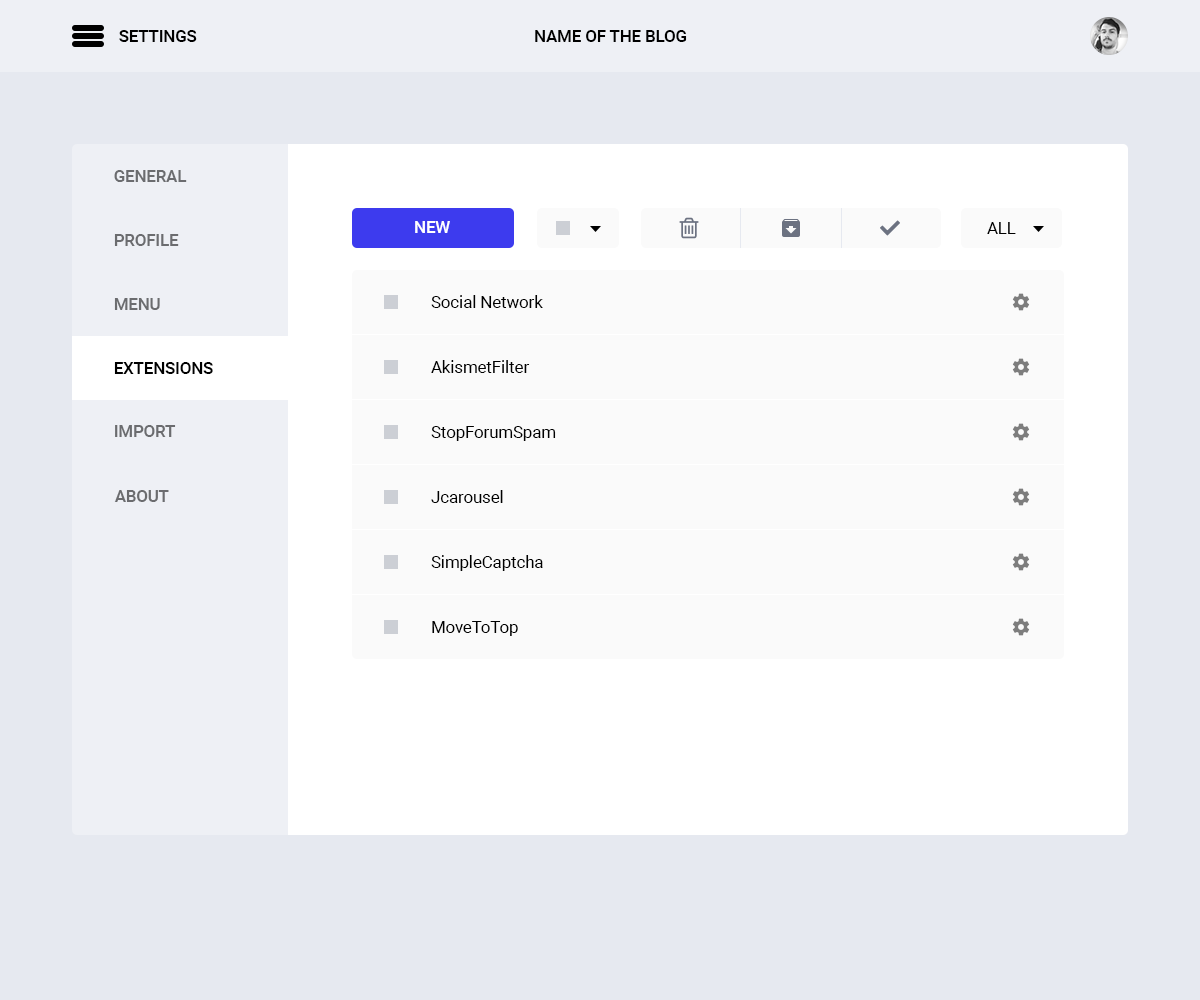 SETTINGS
NAME OF THE BLOG
GENERAL
PROFILE
MENU
EXTENSIONS
IMPORT
ABOUT
NEW
ALL
Social Network
AkismetFilter
StopForumSpam
Jcarousel
SimpleCaptcha
MoveToTop